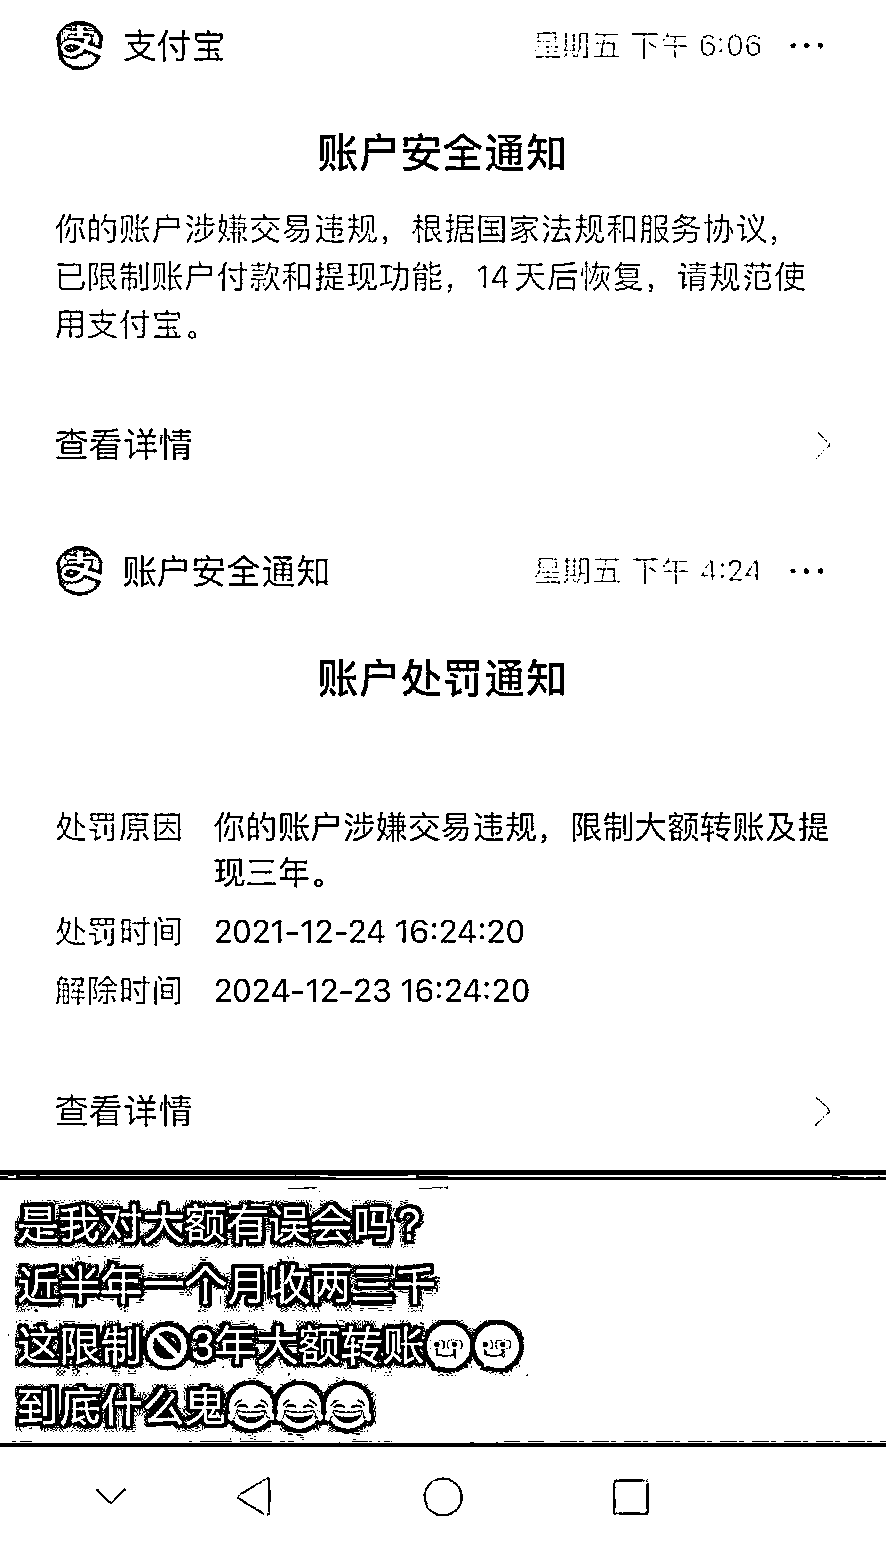 支付宝 星期五 下午 6:06
账户安全通知
你的账户涉嫌交易违规，根据国家法规和服务协议，
已限制账户付款和提现功能，14天后恢复，请规范使
用支付宝。
查看详情
账户安全通知 星期五 下午 4:24
账户处罚通知
处罚原因 你的账户涉嫌交易违规，限制大额转账及提
现三年。
处罚时间 2021-12-24 16:24:20
解除时间 2024-12-23 16:24:20
查看详情
是我对大额有误会吗?
近半年一个月收两三千
这限制🚫3年大额转账
到底什么鬼😂😂😂